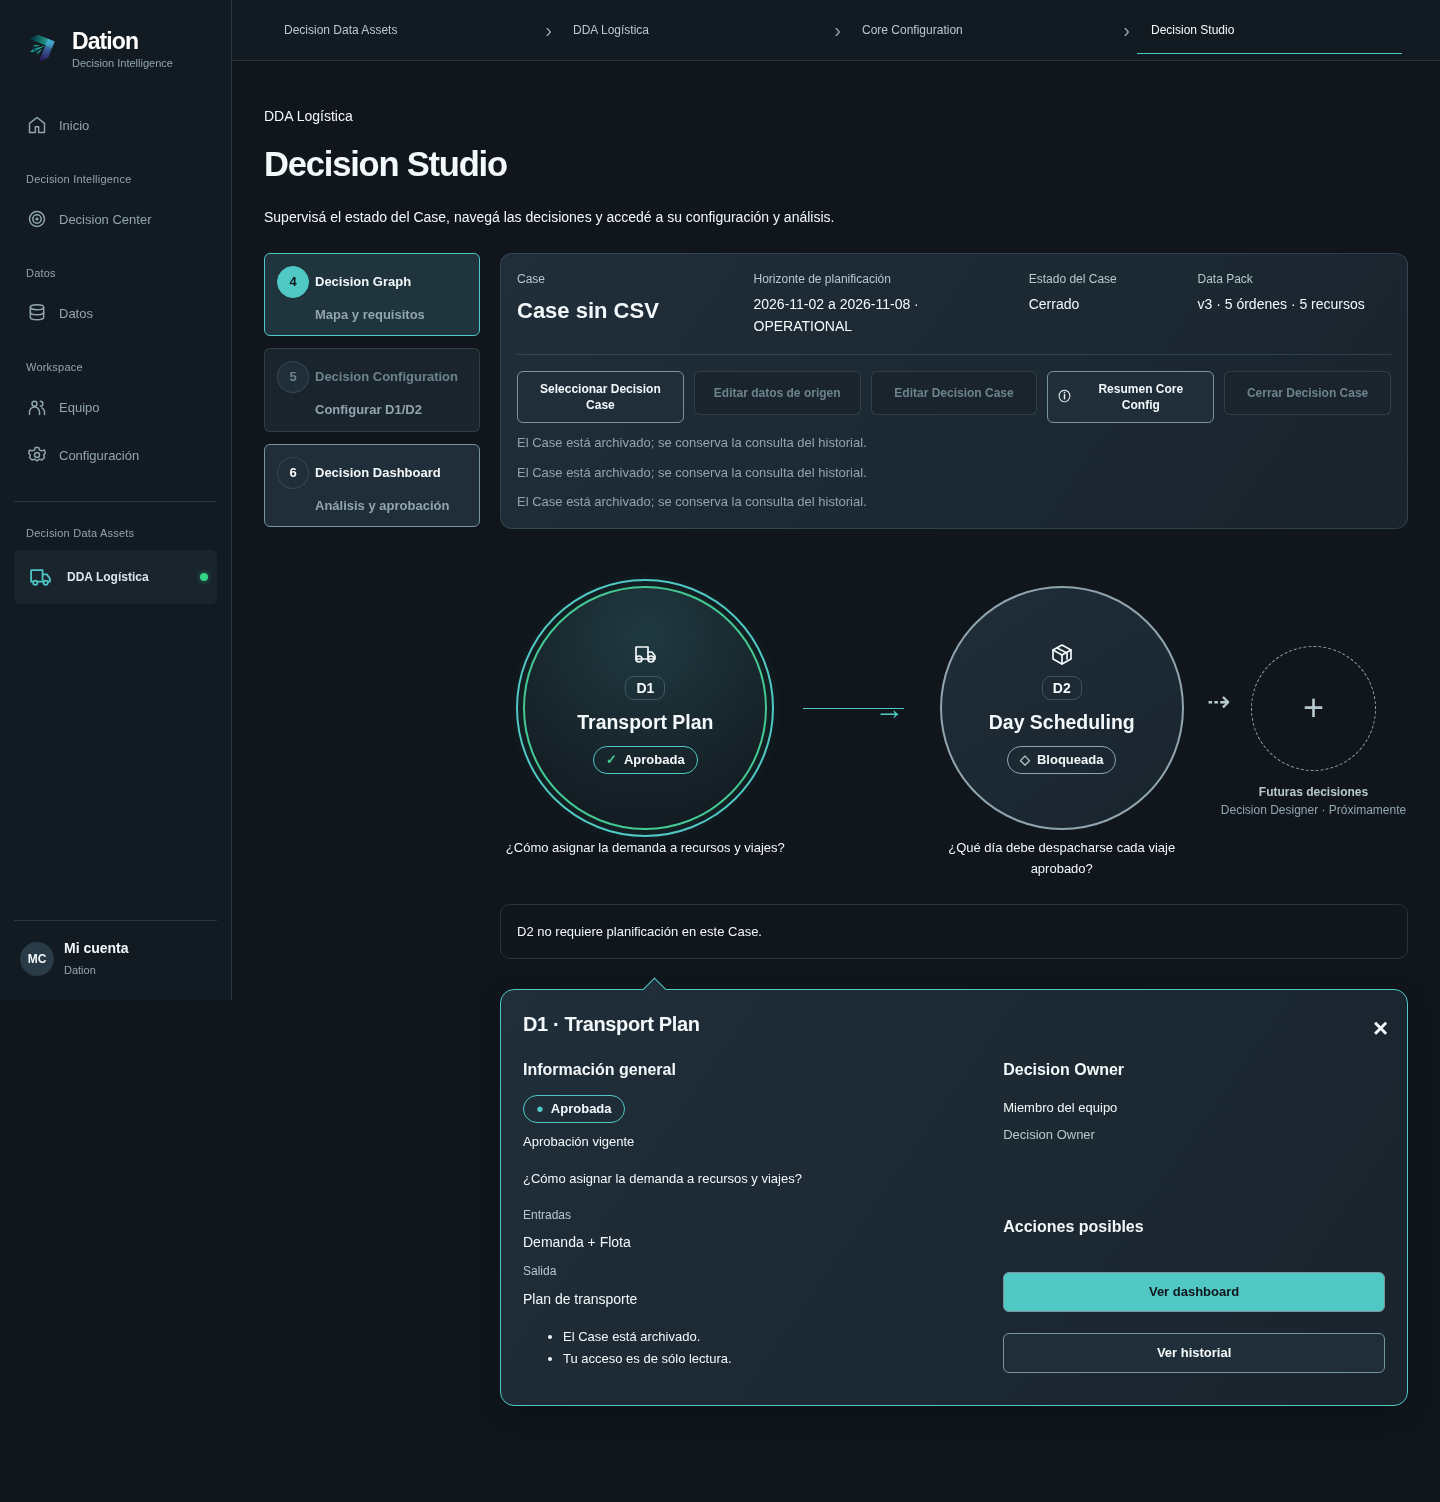 Dation
Decision Intelligence
Inicio
Decision Intelligence
Decision Center
Datos
Datos
Workspace
Equipo
Configuración
Decision Data Assets
DDA Logística
MC
Mi cuenta
Dation
Decision Data Assets › DDA Logística › Core Configuration › Decision Studio
DDA Logística
Decision Studio
Supervisá el estado del Case, navegá las decisiones y accedé a su configuración y análisis.
4 Decision Graph
Mapa y requisitos
5 Decision Configuration
Configurar D1/D2
6 Decision Dashboard
Análisis y aprobación
Case
Case sin CSV
Horizonte de planificación
2026-11-02 a 2026-11-08 ·
OPERATIONAL
Estado del Case
Cerrado
Data Pack
v3 · 5 órdenes · 5 recursos
Seleccionar Decision
Case
Editar datos de origen
Editar Decision Case
ⓘ Resumen Core
Config
Cerrar Decision Case
El Case está archivado; se conserva la consulta del historial.
El Case está archivado; se conserva la consulta del historial.
El Case está archivado; se conserva la consulta del historial.
D1
Transport Plan
✓ Aprobada
¿Cómo asignar la demanda a recursos y viajes?
→
D2
Day Scheduling
◇ Bloqueada
¿Qué día debe despacharse cada viaje
aprobado?
⇢
+
Futuras decisiones
Decision Designer · Próximamente
D2 no requiere planificación en este Case.
D1 · Transport Plan
×
Información general
● Aprobada
Aprobación vigente
¿Cómo asignar la demanda a recursos y viajes?
Entradas
Demanda + Flota
Salida
Plan de transporte
• El Case está archivado.
• Tu acceso es de sólo lectura.
Decision Owner
Miembro del equipo
Decision Owner
Acciones posibles
Ver dashboard
Ver historial